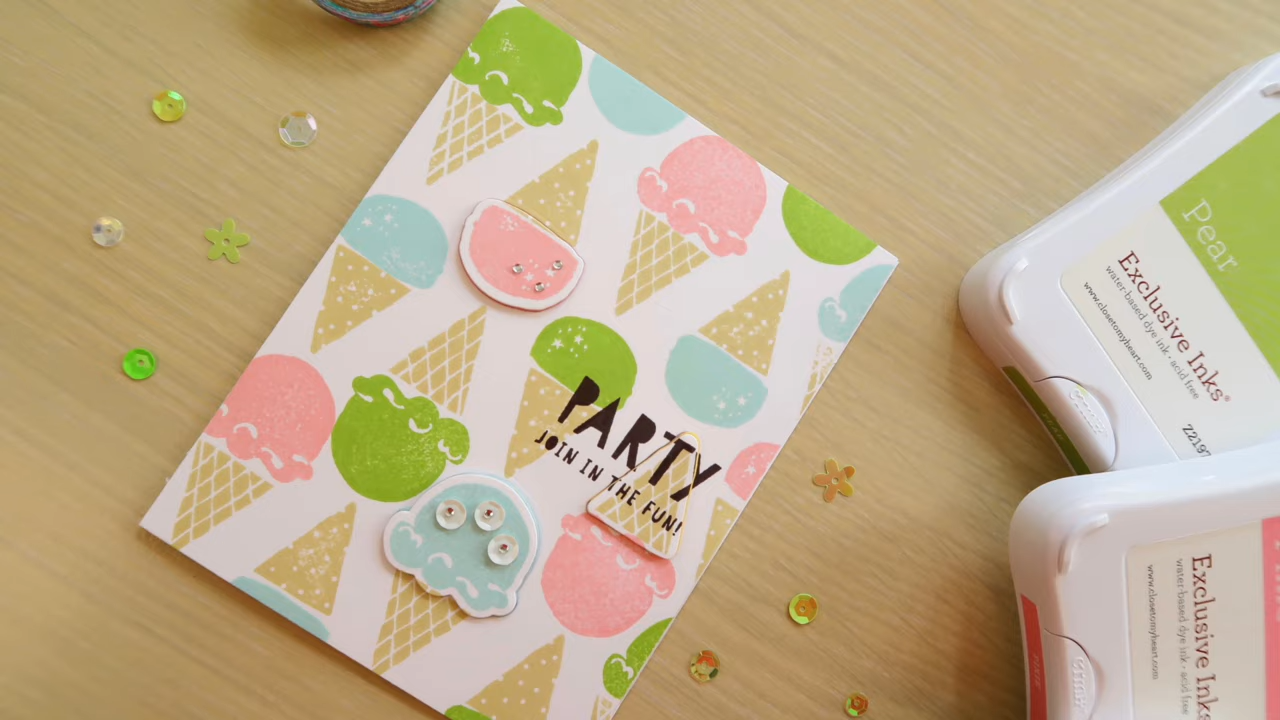 PARTY
JOIN IN THE FUN!
Pear
Exclusive Inks®
water-based dye ink • acid free
www.closetomyheart.com
Exclusive Inks
water-based dye ink • acid free
www.closetomyheart.com